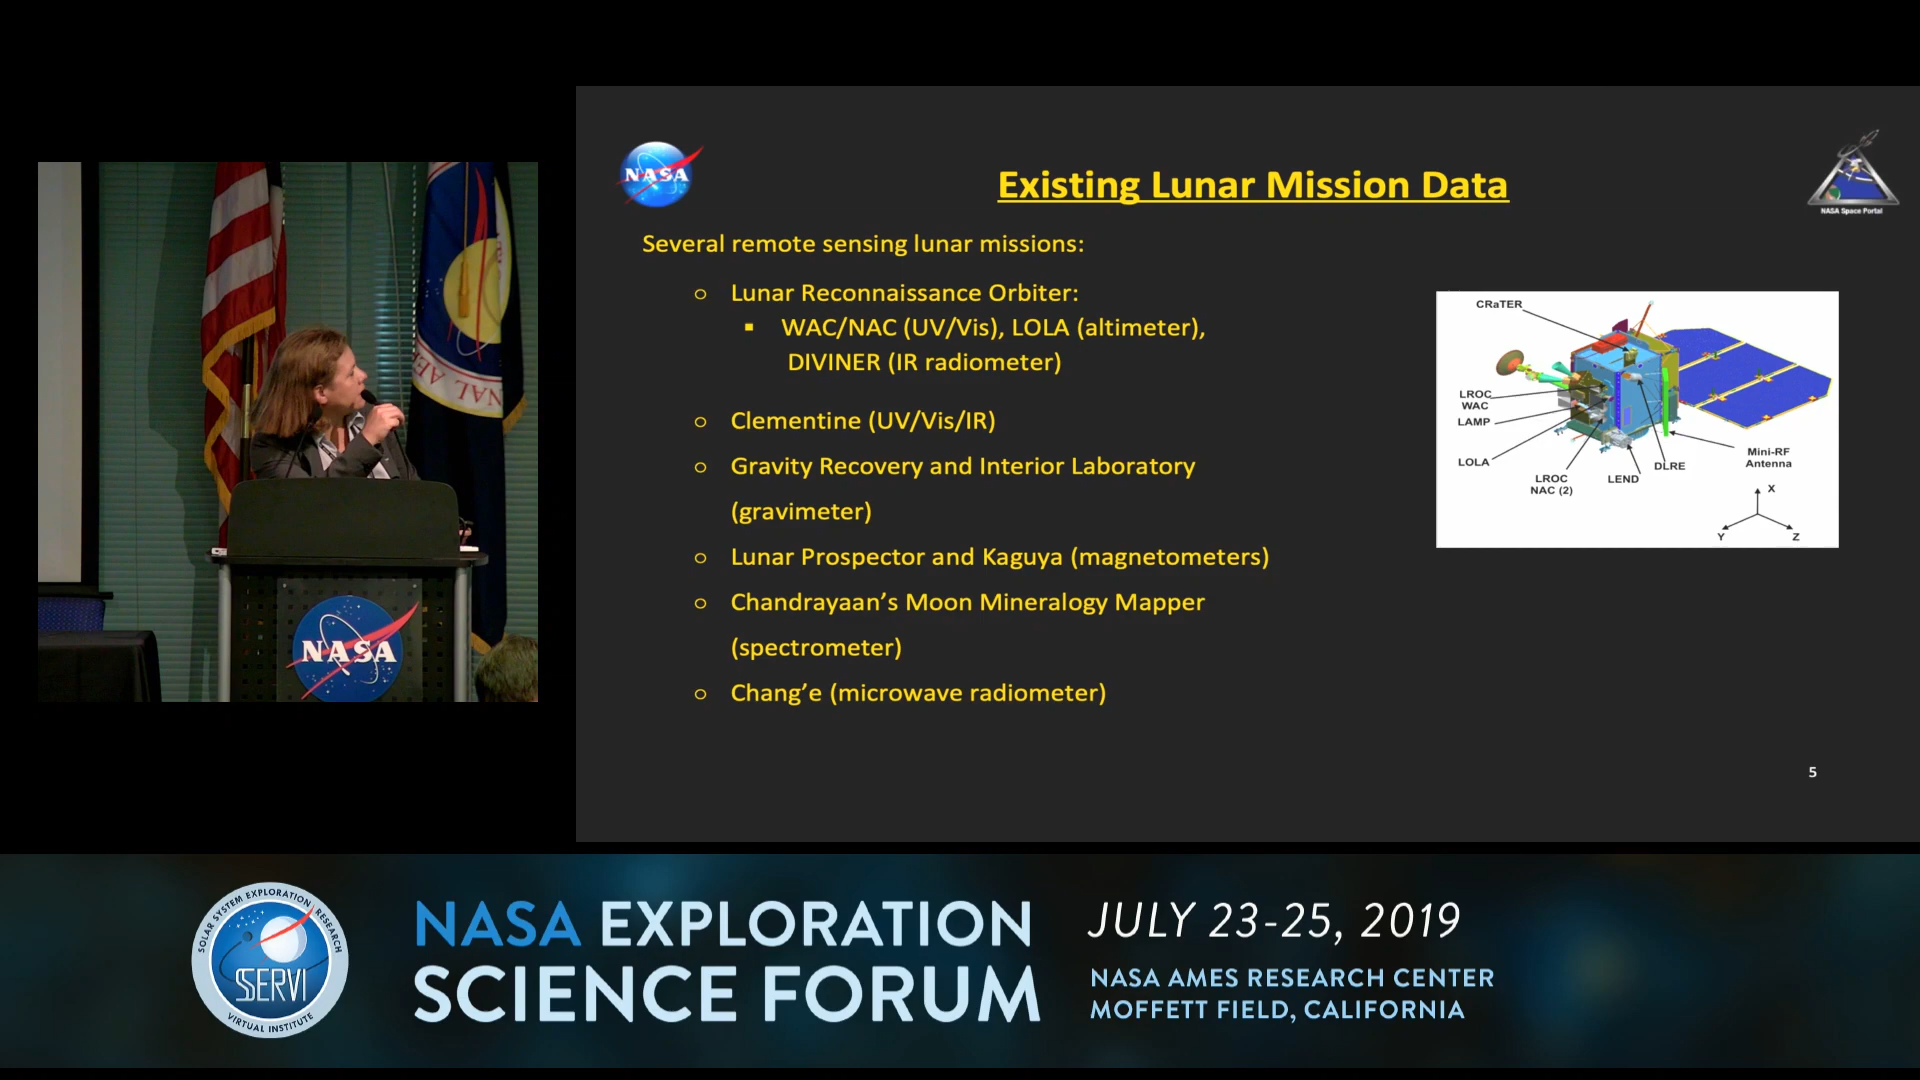 NASA
Existing Lunar Mission Data
NASA Space Portal
Several remote sensing lunar missions:
o Lunar Reconnaissance Orbiter:
▪ WAC/NAC (UV/Vis), LOLA (altimeter),
DIVINER (IR radiometer)
o Clementine (UV/Vis/IR)
o Gravity Recovery and Interior Laboratory
(gravimeter)
o Lunar Prospector and Kaguya (magnetometers)
o Chandrayaan’s Moon Mineralogy Mapper
(spectrometer)
o Chang’e (microwave radiometer)
CRaTER
LROC
WAC
LAMP
LOLA
LROC
NAC (2)
LEND
DLRE
Mini-RF
Antenna
X
Y
Z
5
NASA
SOLAR SYSTEM EXPLORATION RESEARCH
SSERVI
VIRTUAL INSTITUTE
NASA EXPLORATION
SCIENCE FORUM
JULY 23-25, 2019
NASA AMES RESEARCH CENTER
MOFFETT FIELD, CALIFORNIA